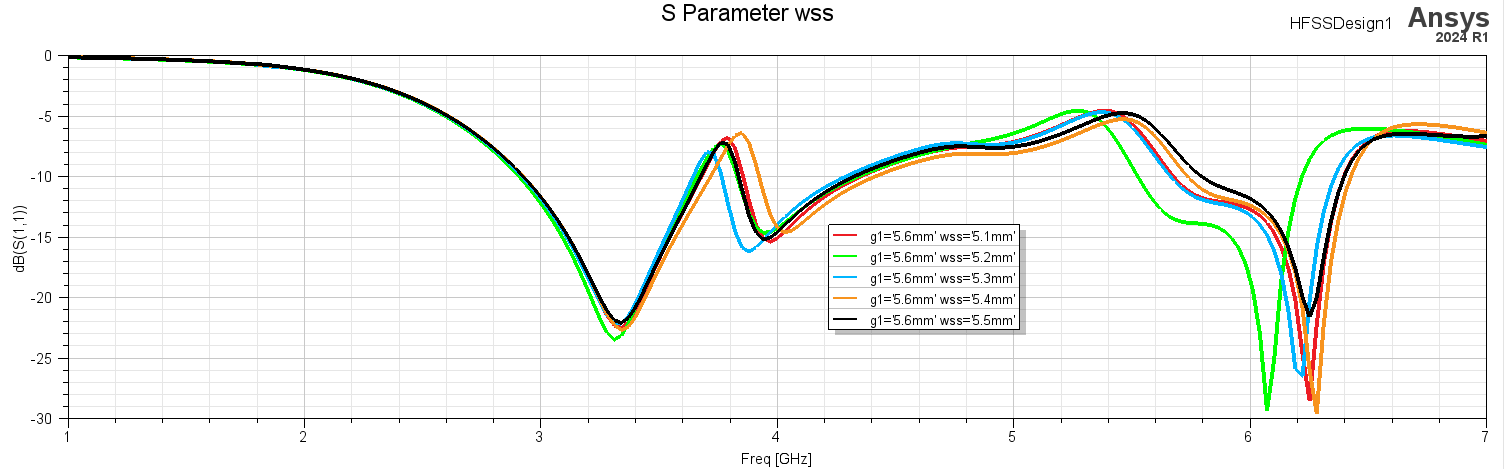 S Parameter wss
HFSSDesign1
Ansys
2024 R1
0
-5
-10
-15
-20
-25
-30
dB(S(1,1))
g1='5.6mm' wss='5.1mm'
g1='5.6mm' wss='5.2mm'
g1='5.6mm' wss='5.3mm'
g1='5.6mm' wss='5.4mm'
g1='5.6mm' wss='5.5mm'
1 2 3 4 5 6 7
Freq [GHz]